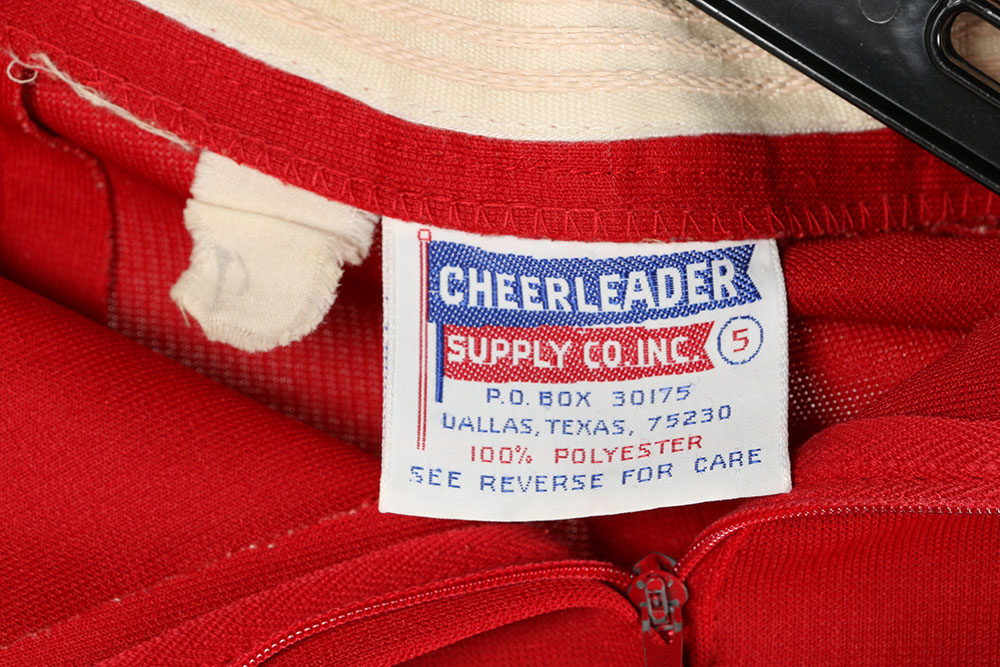 CHEERLEADER
SUPPLY CO. INC. 5
P.O. BOX 30175
DALLAS, TEXAS, 75230
100% POLYESTER
SEE REVERSE FOR CARE